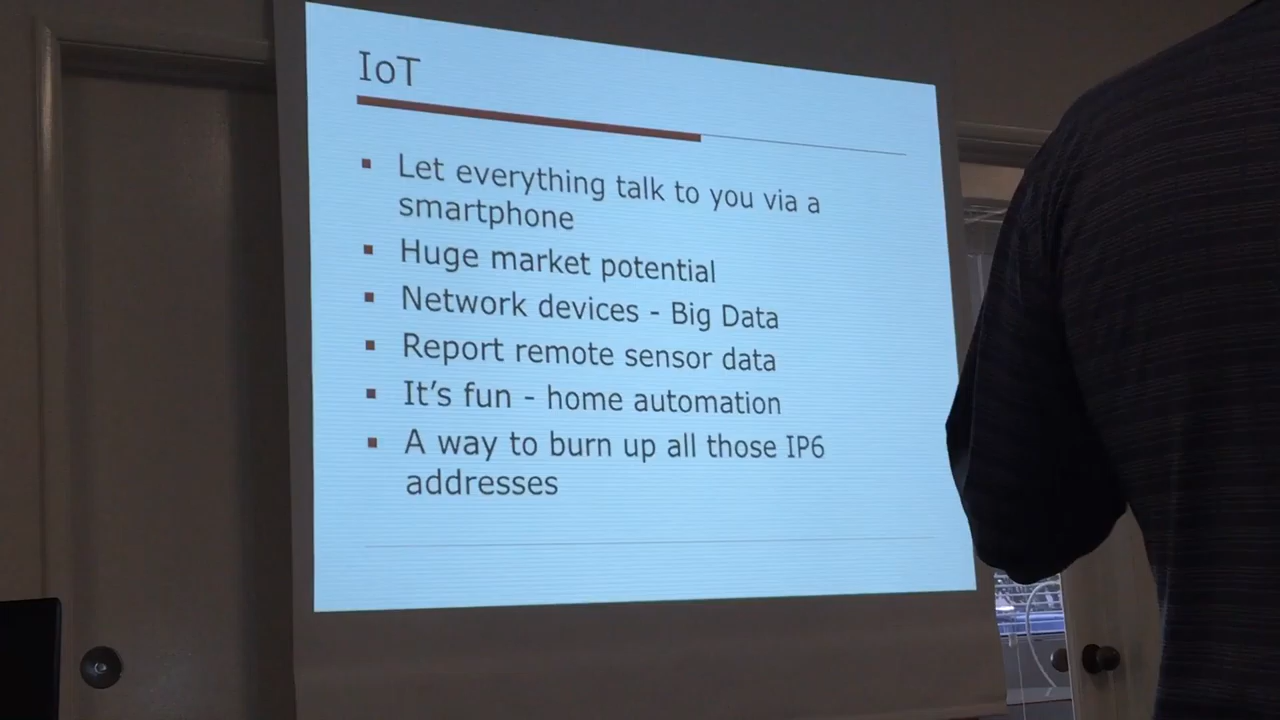 IoT
Let everything talk to you via a
smartphone
Huge market potential
Network devices - Big Data
Report remote sensor data
It's fun - home automation
A way to burn up all those IP6
addresses